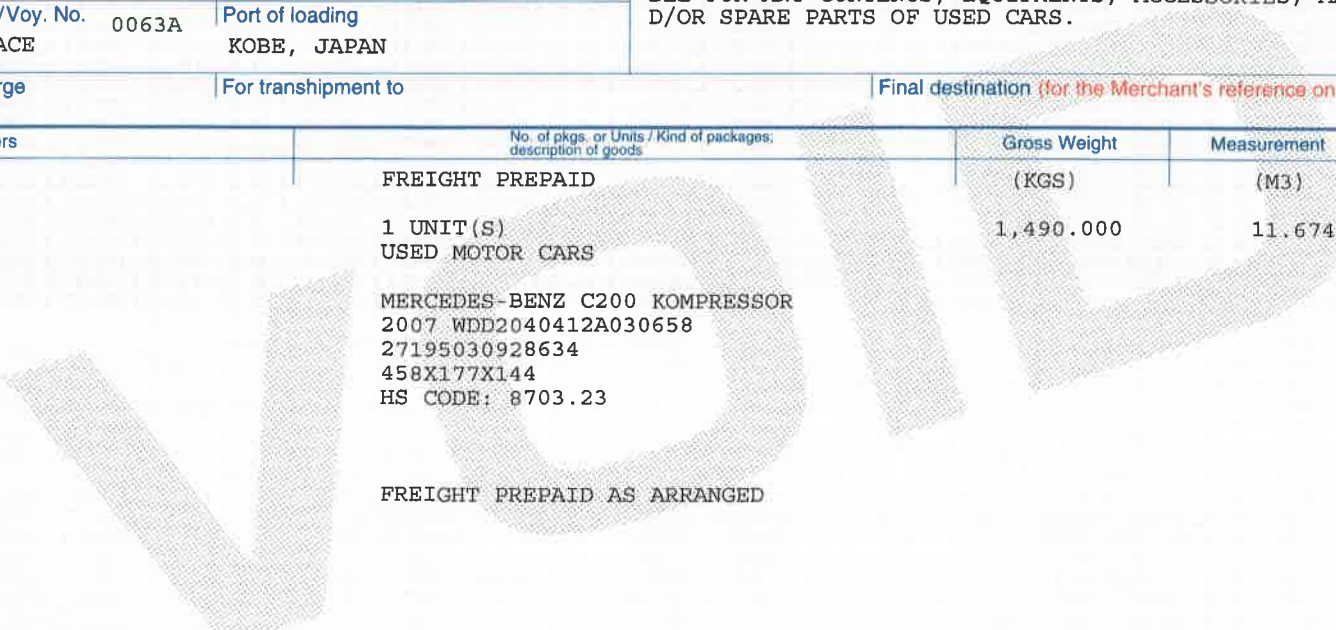 /Voy. No. 0063A
Port of loading
D/OR SPARE PARTS OF USED CARS.
ACE
KOBE, JAPAN
rge
For transhipment to
Final destination (for the Merchant's reference on
rs
No. of pkgs. or Units / Kind of packages;
description of goods
Gross Weight
Measurement
FREIGHT PREPAID
(KGS)
(M3)
1 UNIT(S)
1,490.000
11.674
USED MOTOR CARS
MERCEDES-BENZ C200 KOMPRESSOR
2007 WDD2040412A030658
27195030928634
458X177X144
HS CODE: 8703.23
FREIGHT PREPAID AS ARRANGED
VOID